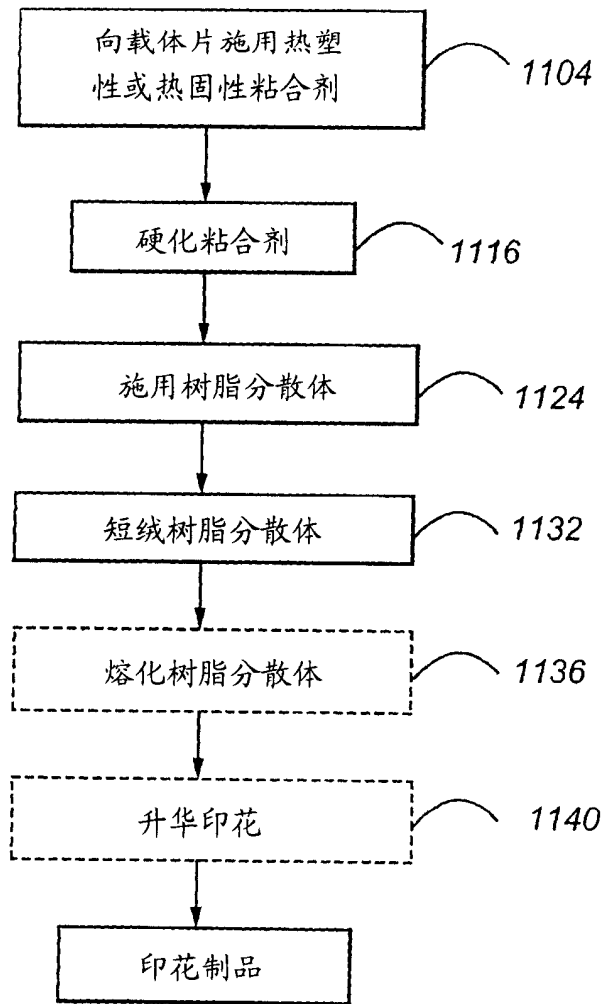 向载体片施用热塑
性或热固性粘合剂
1104
硬化粘合剂
1116
施用树脂分散体
1124
短绒树脂分散体
1132
熔化树脂分散体
1136
升华印花
1140
印花制品